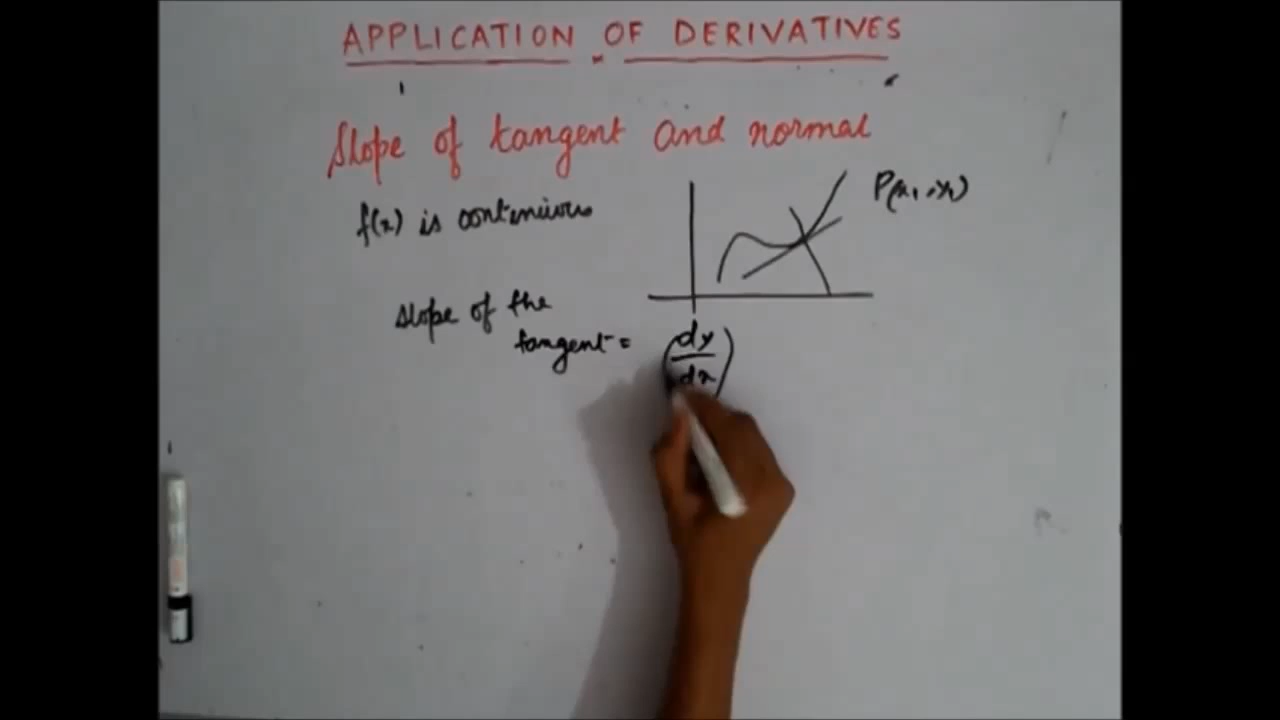 APPLICATION OF DERIVATIVES
Slope of tangent and normal
f(x) is continuous
P(x₁, y₁)
slope of the
tangent = (dy/dx)